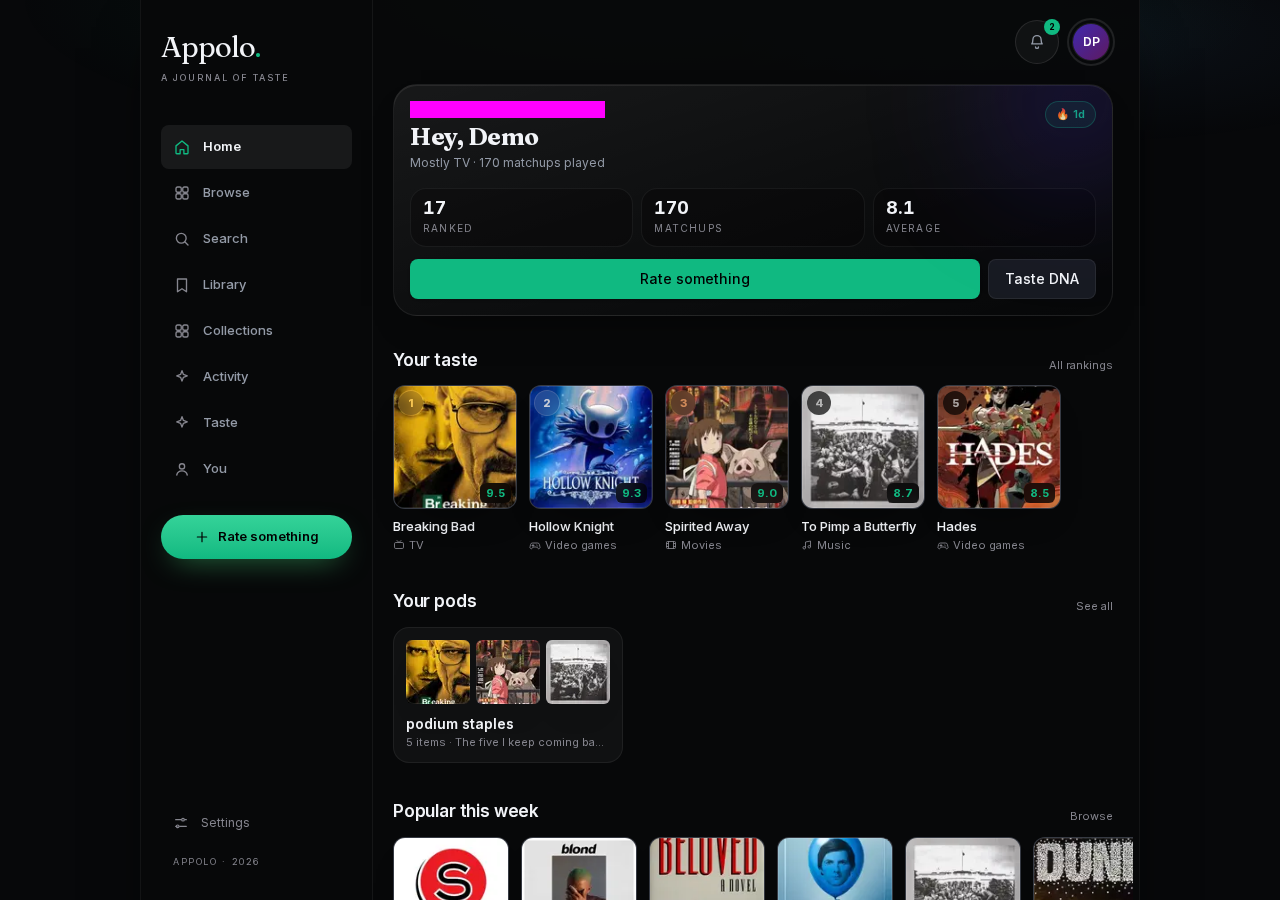 Appolo.
A JOURNAL OF TASTE
Home
Browse
Search
Library
Collections
Activity
Taste
You
Rate something
Settings
APPOLO · 2026
2
DP
🔥 1d
Hey, Demo
Mostly TV · 170 matchups played
17
RANKED
170
MATCHUPS
8.1
AVERAGE
Rate something
Taste DNA
Your taste
All rankings
1
Breaking
9.5
Breaking Bad
TV
2
HOLLOW KNIGHT
9.3
Hollow Knight
Video games
3
9.0
Spirited Away
Movies
4
8.7
To Pimp a Butterfly
Music
5
HADES
8.5
Hades
Video games
Your pods
See all
Breaking
podium staples
5 items · The five I keep coming ba...
Popular this week
Browse
S
blond
BELOVED
A NOVEL